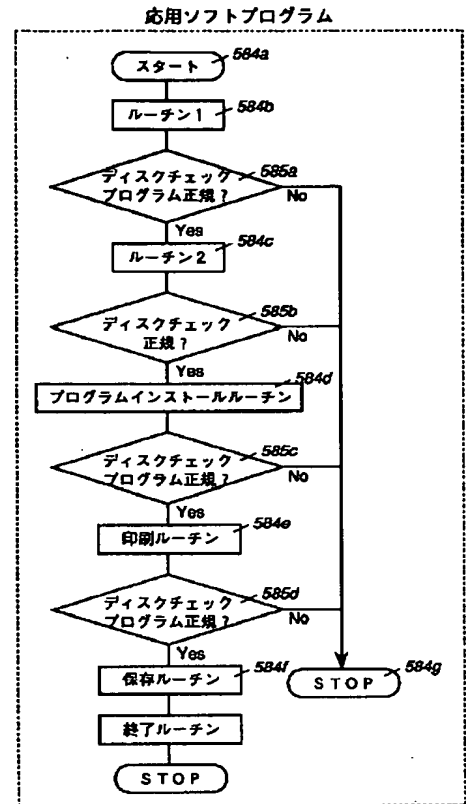 応用ソフトプログラム
スタート
584a
ルーチン1
584b
ディスクチェック
プログラム正規?
585a
No
Yes
ルーチン2
584c
ディスクチェック
正規?
585b
No
Yes
プログラムインストールルーチン
584d
ディスクチェック
プログラム正規?
585c
No
Yes
印刷ルーチン
584e
ディスクチェック
プログラム正規?
585d
No
Yes
保存ルーチン
584f
STOP
584g
終了ルーチン
STOP